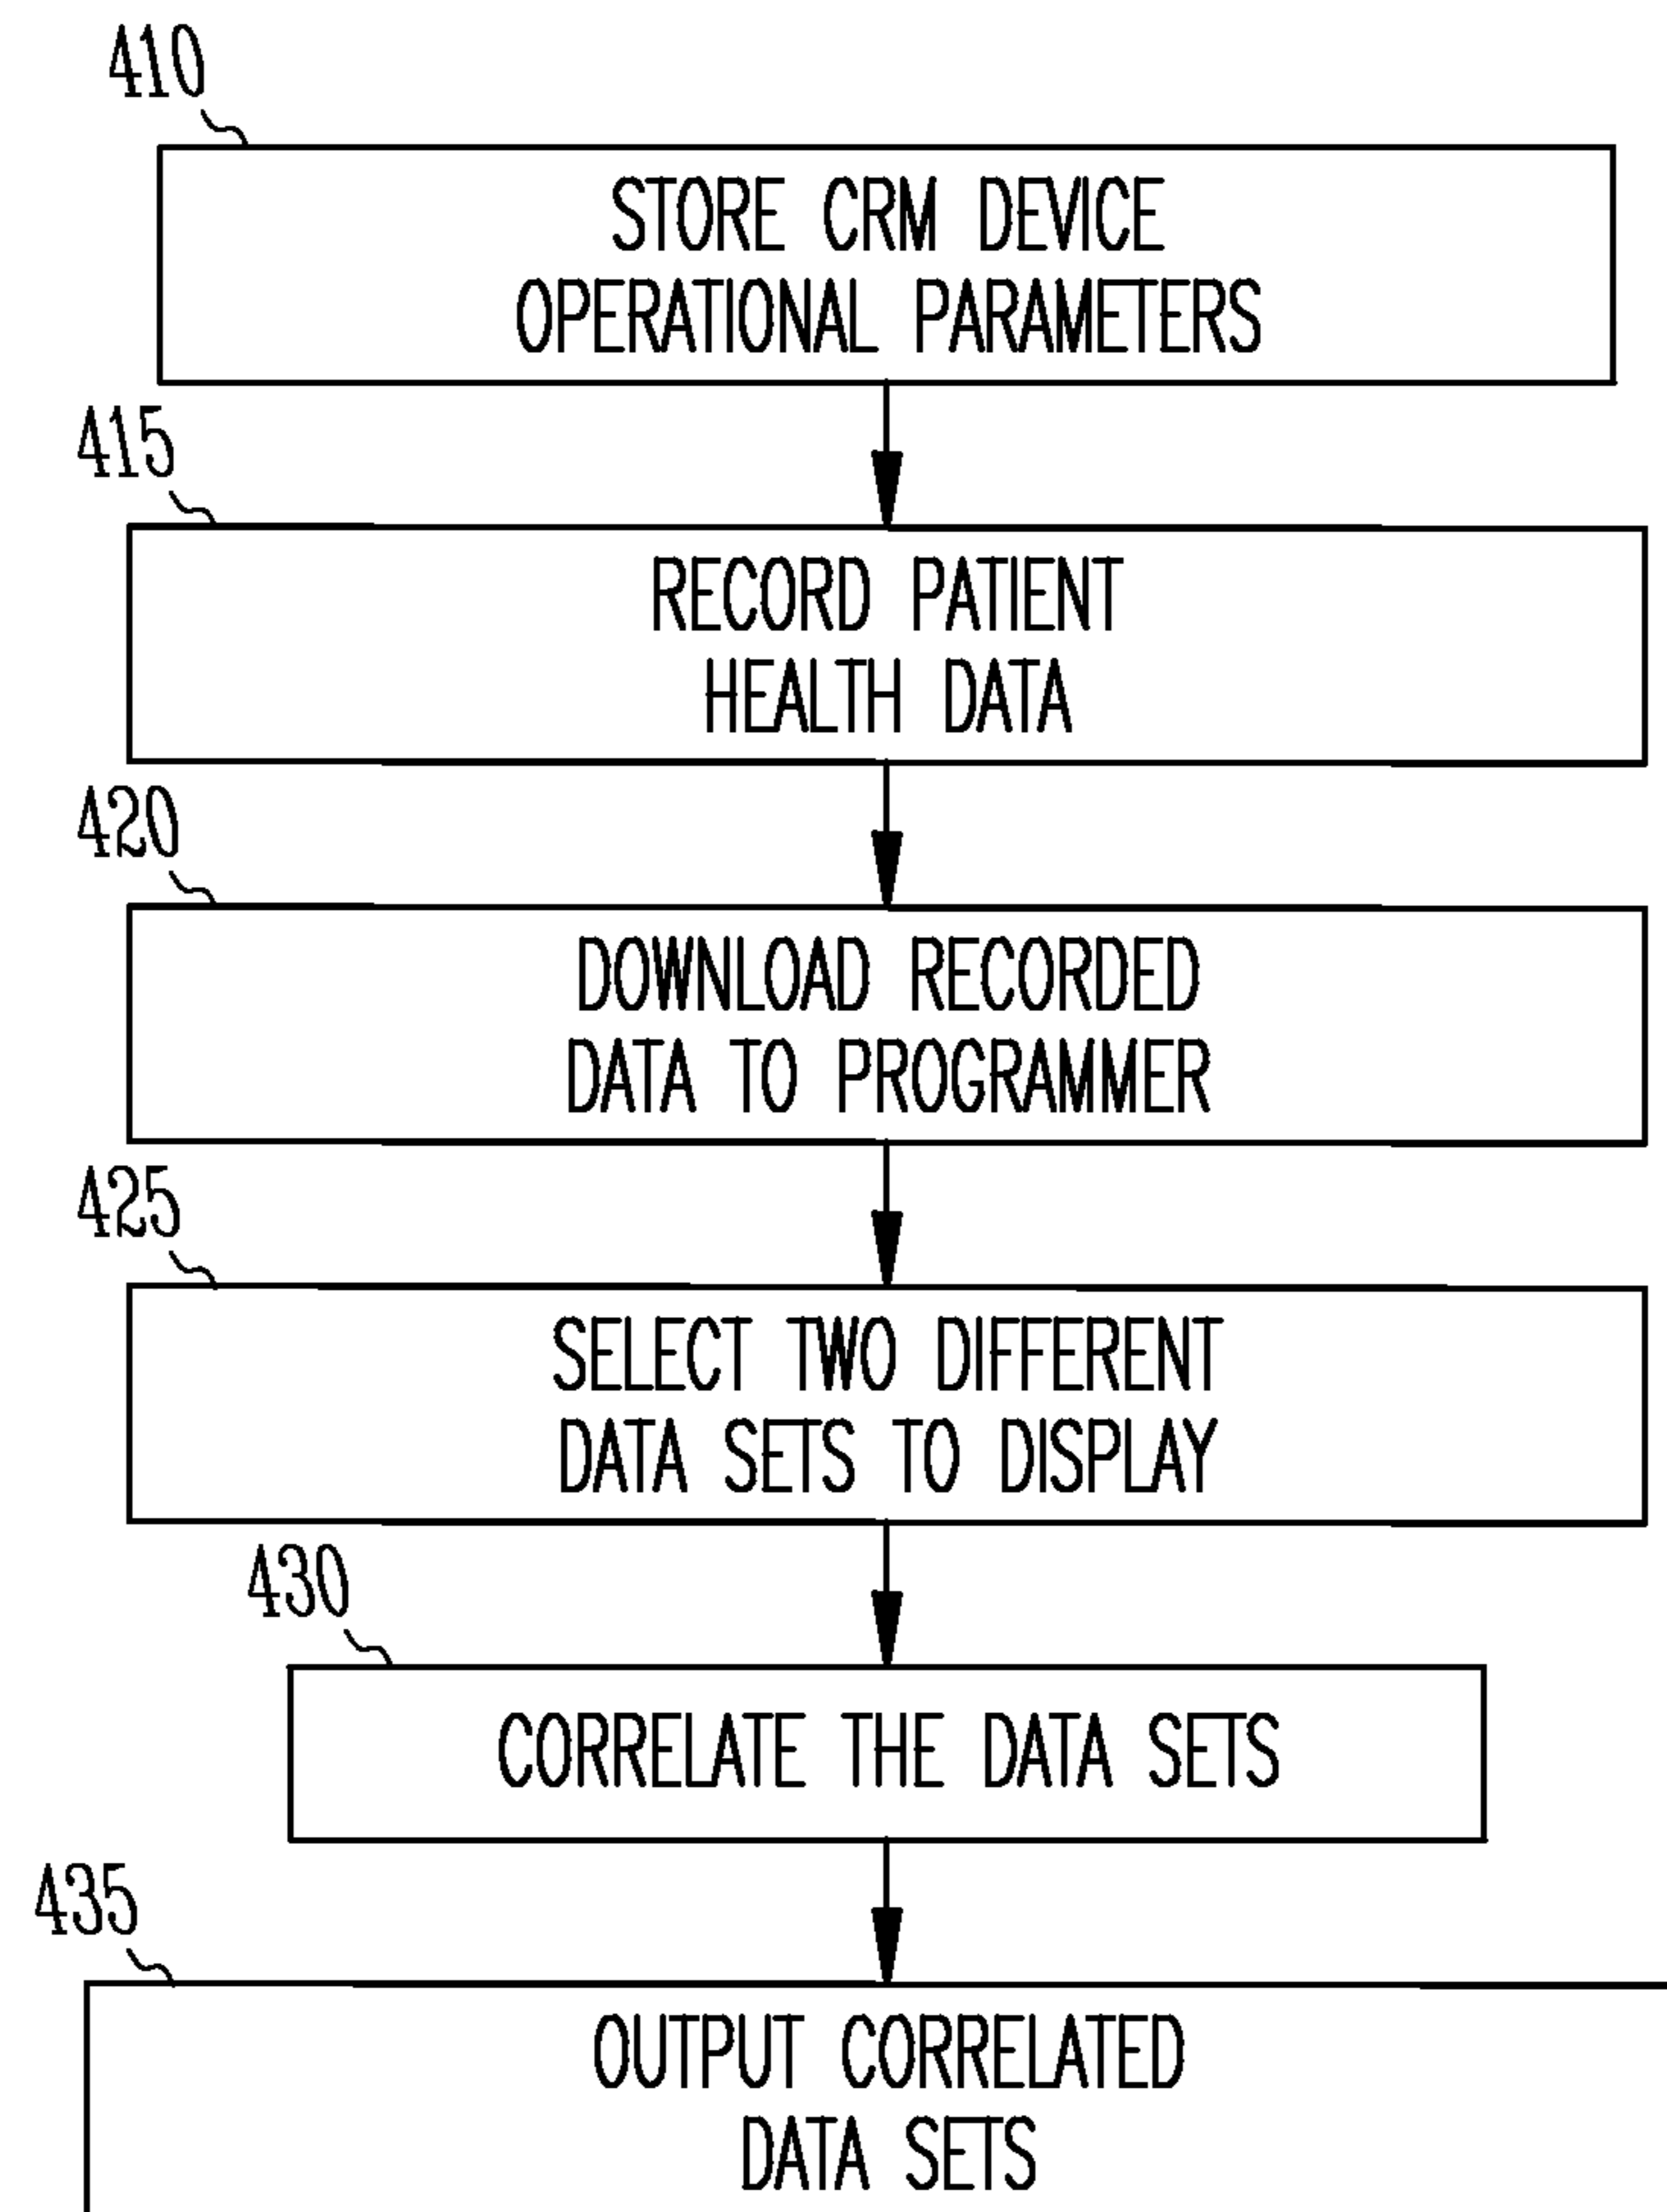 410
STORE CRM DEVICE
OPERATIONAL PARAMETERS
415
RECORD PATIENT
HEALTH DATA
420
DOWNLOAD RECORDED
DATA TO PROGRAMMER
425
SELECT TWO DIFFERENT
DATA SETS TO DISPLAY
430
CORRELATE THE DATA SETS
435
OUTPUT CORRELATED
DATA SETS